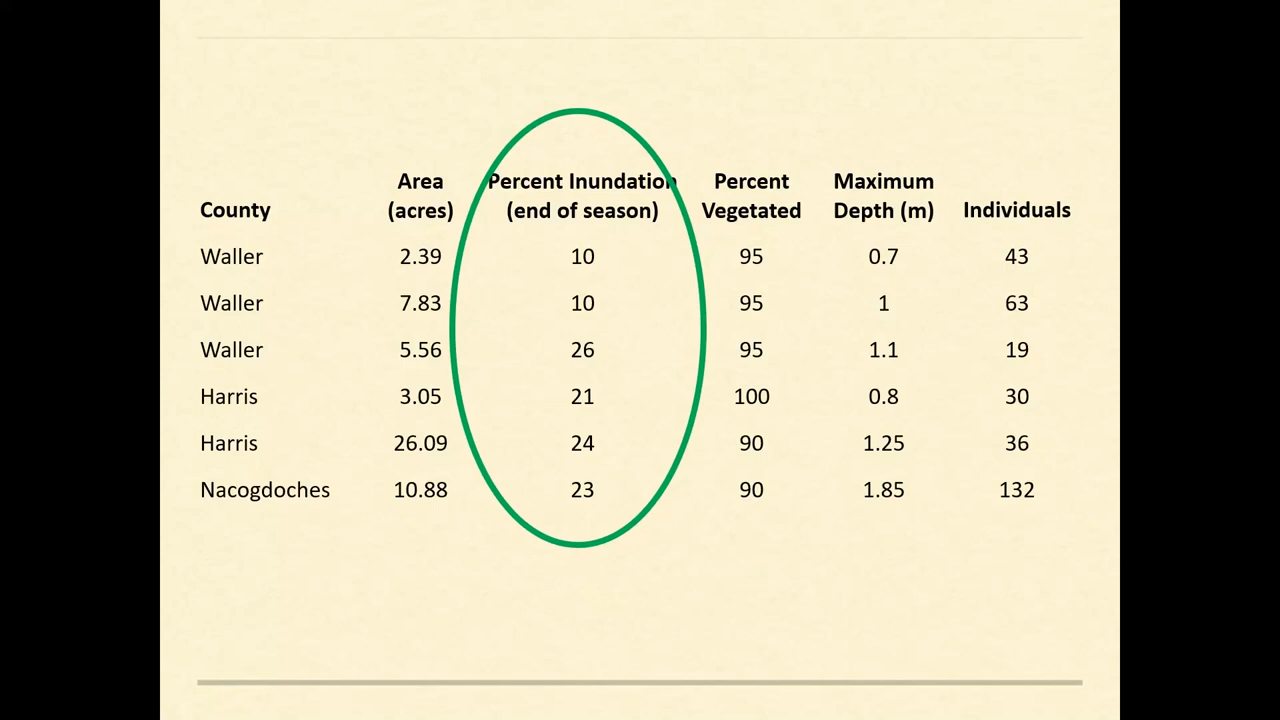 County Area (acres) Percent Inundation (end of season) Percent Vegetated Maximum Depth (m) Individuals
Waller 2.39 10 95 0.7 43
Waller 7.83 10 95 1 63
Waller 5.56 26 95 1.1 19
Harris 3.05 21 100 0.8 30
Harris 26.09 24 90 1.25 36
Nacogdoches 10.88 23 90 1.85 132